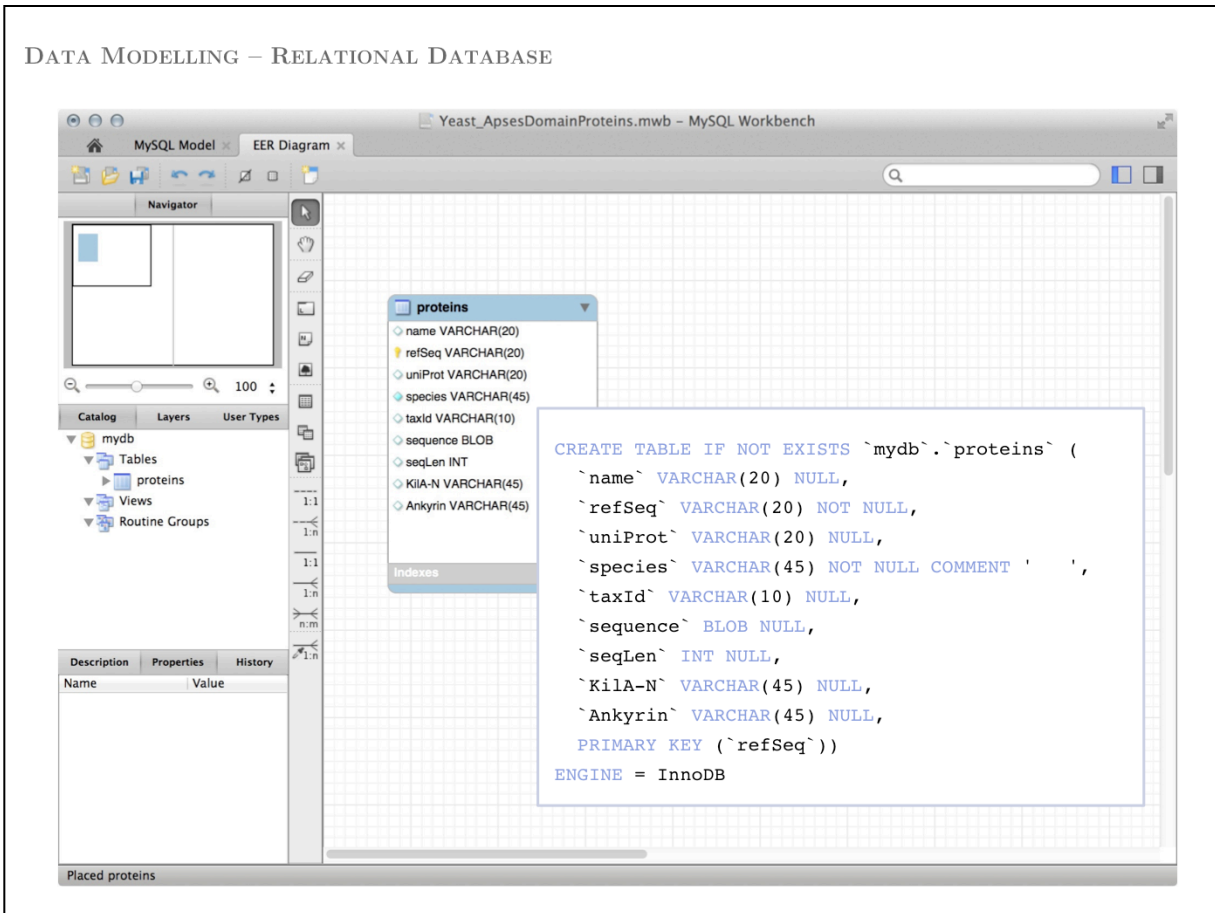 DATA MODELLING – RELATIONAL DATABASE
Yeast_ApsesDomainProteins.mwb – MySQL Workbench
MySQL Model × EER Diagram ×
Navigator
100
Catalog Layers User Types
mydb
Tables
proteins
Views
Routine Groups
Description Properties History
Name Value
1:1
1:n
1:1
1:n
n:m
1:n
proteins
name VARCHAR(20)
refSeq VARCHAR(20)
uniProt VARCHAR(20)
species VARCHAR(45)
taxId VARCHAR(10)
sequence BLOB
seqLen INT
KilA-N VARCHAR(45)
Ankyrin VARCHAR(45)
Indexes
CREATE TABLE IF NOT EXISTS `mydb`.`proteins` (
`name` VARCHAR(20) NULL,
`refSeq` VARCHAR(20) NOT NULL,
`uniProt` VARCHAR(20) NULL,
`species` VARCHAR(45) NOT NULL COMMENT '   ',
`taxId` VARCHAR(10) NULL,
`sequence` BLOB NULL,
`seqLen` INT NULL,
`KilA-N` VARCHAR(45) NULL,
`Ankyrin` VARCHAR(45) NULL,
PRIMARY KEY (`refSeq`))
ENGINE = InnoDB
Placed proteins